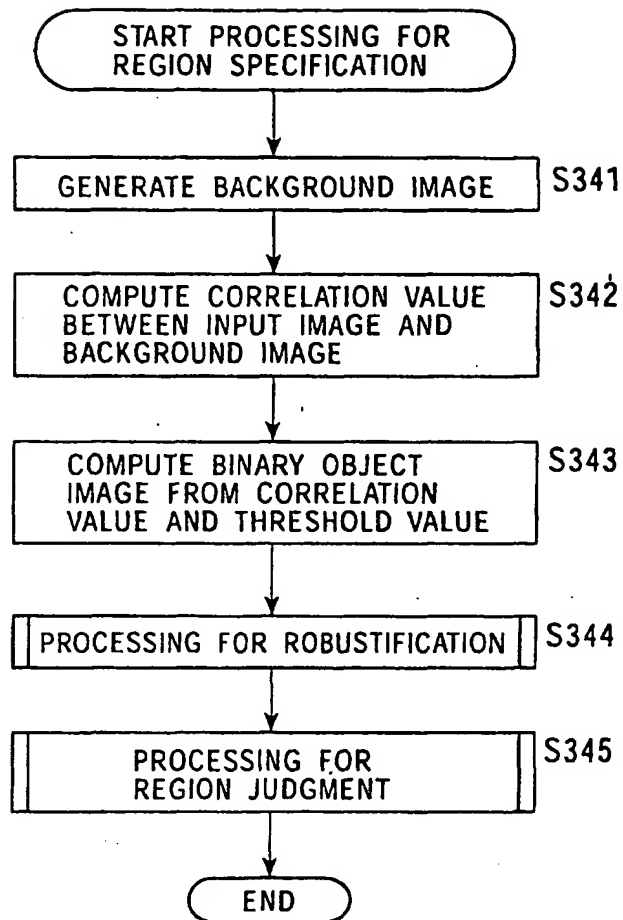 START PROCESSING FOR
REGION SPECIFICATION
GENERATE BACKGROUND IMAGE
S341
COMPUTE CORRELATION VALUE
BETWEEN INPUT IMAGE AND
BACKGROUND IMAGE
S342
COMPUTE BINARY OBJECT
IMAGE FROM CORRELATION
VALUE AND THRESHOLD VALUE
S343
PROCESSING FOR ROBUSTIFICATION
S344
PROCESSING FOR
REGION JUDGMENT
S345
END